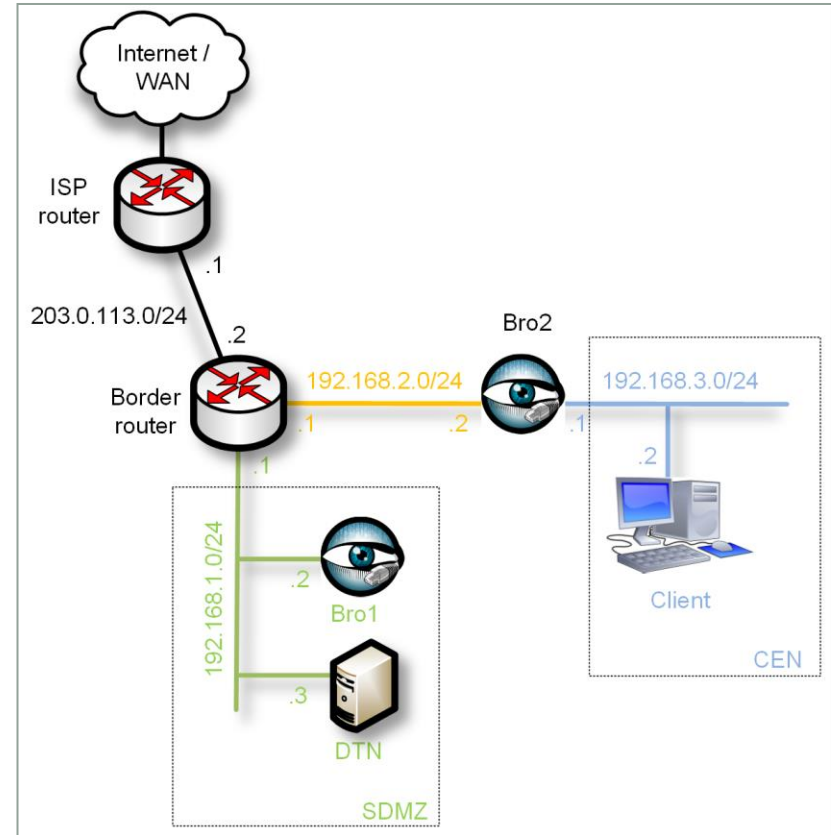 Internet /
WAN
ISP
router
.1
203.0.113.0/24
.2
Bro2
Border
router
192.168.2.0/24
.1
.2
192.168.3.0/24
.1
.2
Client
CEN
.1
192.168.1.0/24
.2
Bro1
.3
DTN
SDMZ